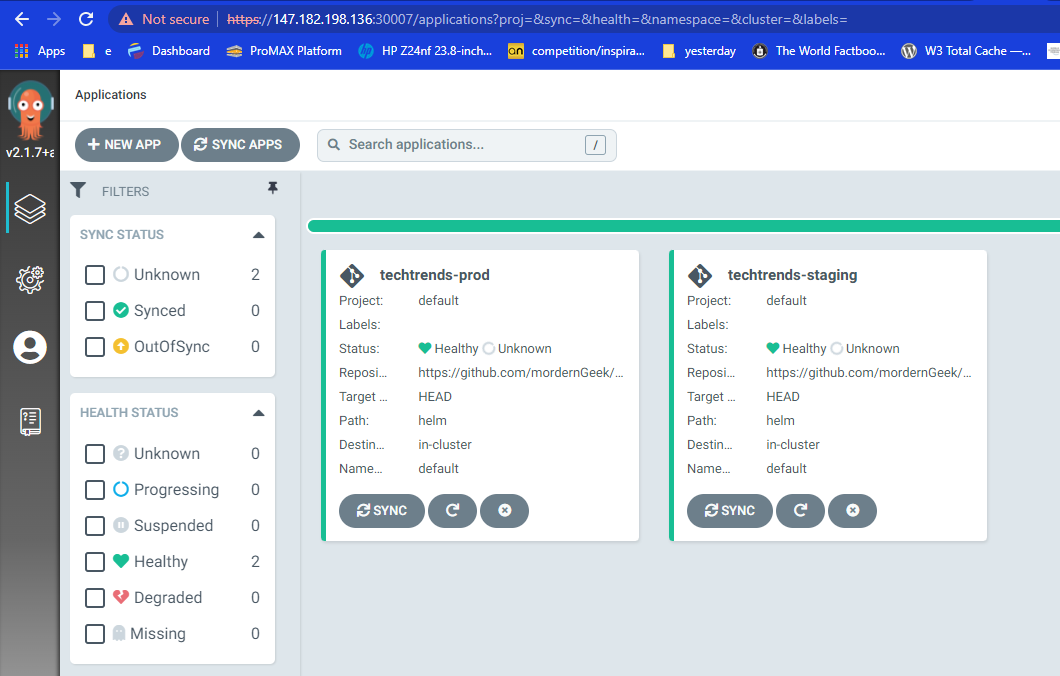 Not secure https://147.182.198.136:30007/applications?proj=&sync=&health=&namespace=&cluster=&labels=
Apps e Dashboard ProMAX Platform HP Z24nf 23.8-inch... an competition/inspira... yesterday The World Factboo... W3 Total Cache —...
Applications
v2.1.7+a
NEW APP SYNC APPS Search applications... /
FILTERS
SYNC STATUS
Unknown 2
Synced 0
OutOfSync 0
HEALTH STATUS
Unknown 0
Progressing 0
Suspended 0
Healthy 2
Degraded 0
Missing 0
techtrends-prod
Project: default
Labels:
Status: Healthy Unknown
Reposi... https://github.com/mordernGeek/...
Target ... HEAD
Path: helm
Destin... in-cluster
Name... default
SYNC
techtrends-staging
Project: default
Labels:
Status: Healthy Unknown
Reposi... https://github.com/mordernGeek/...
Target ... HEAD
Path: helm
Destin... in-cluster
Name... default
SYNC